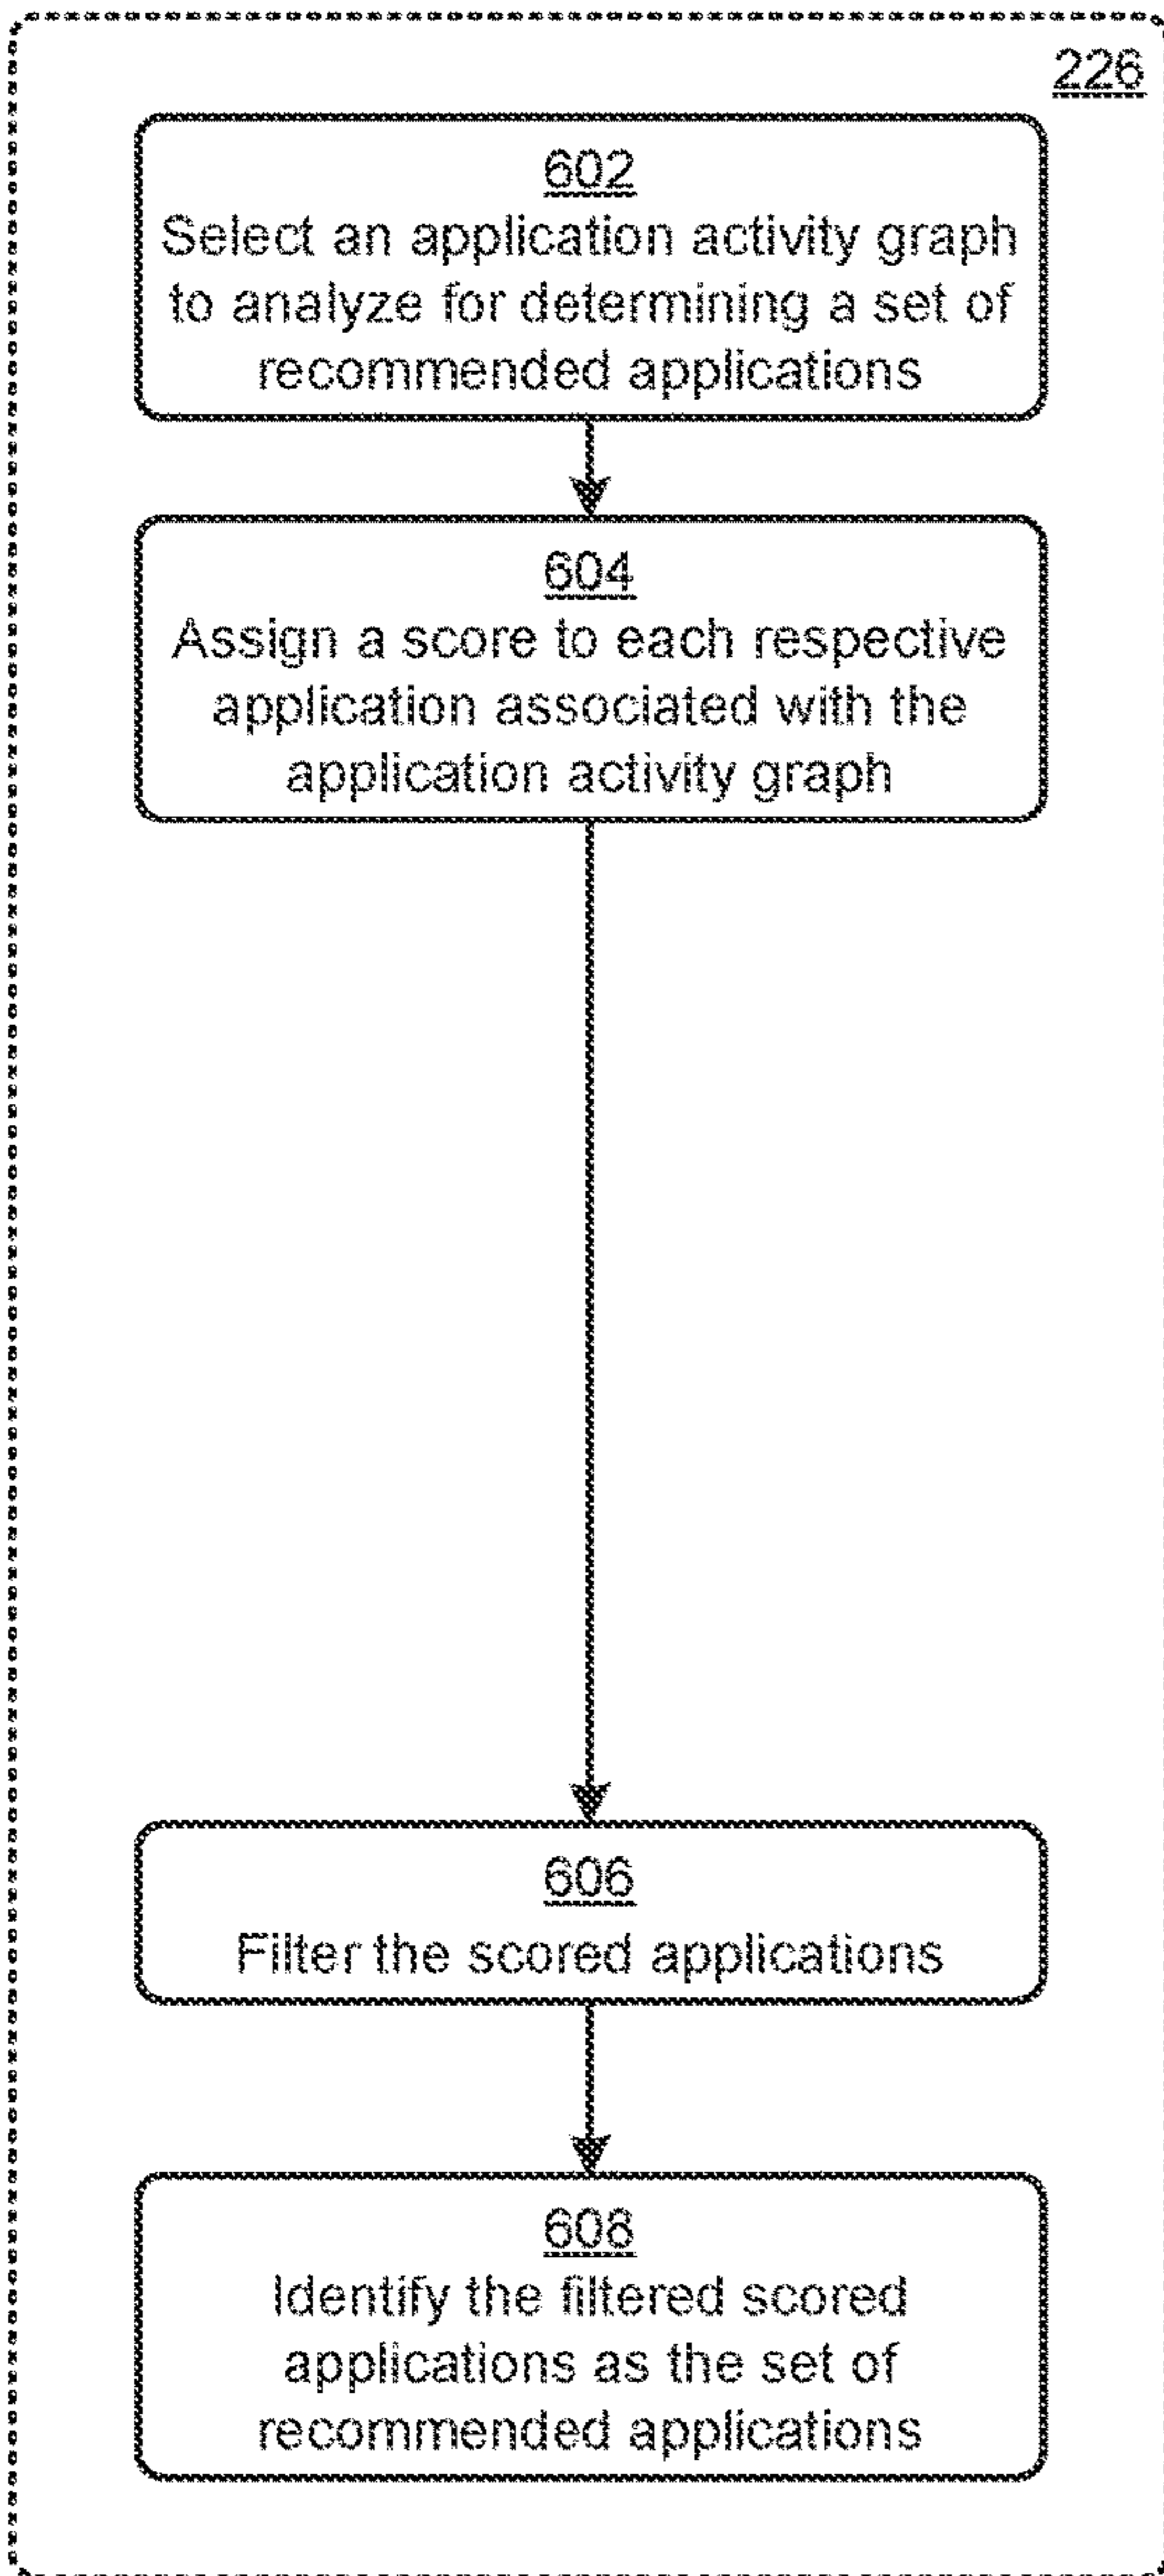 226
602
Select an application activity graph
to analyze for determining a set of
recommended applications
604
Assign a score to each respective
application associated with the
application activity graph
606
Filter the scored applications
608
Identify the filtered scored
applications as the set of
recommended applications